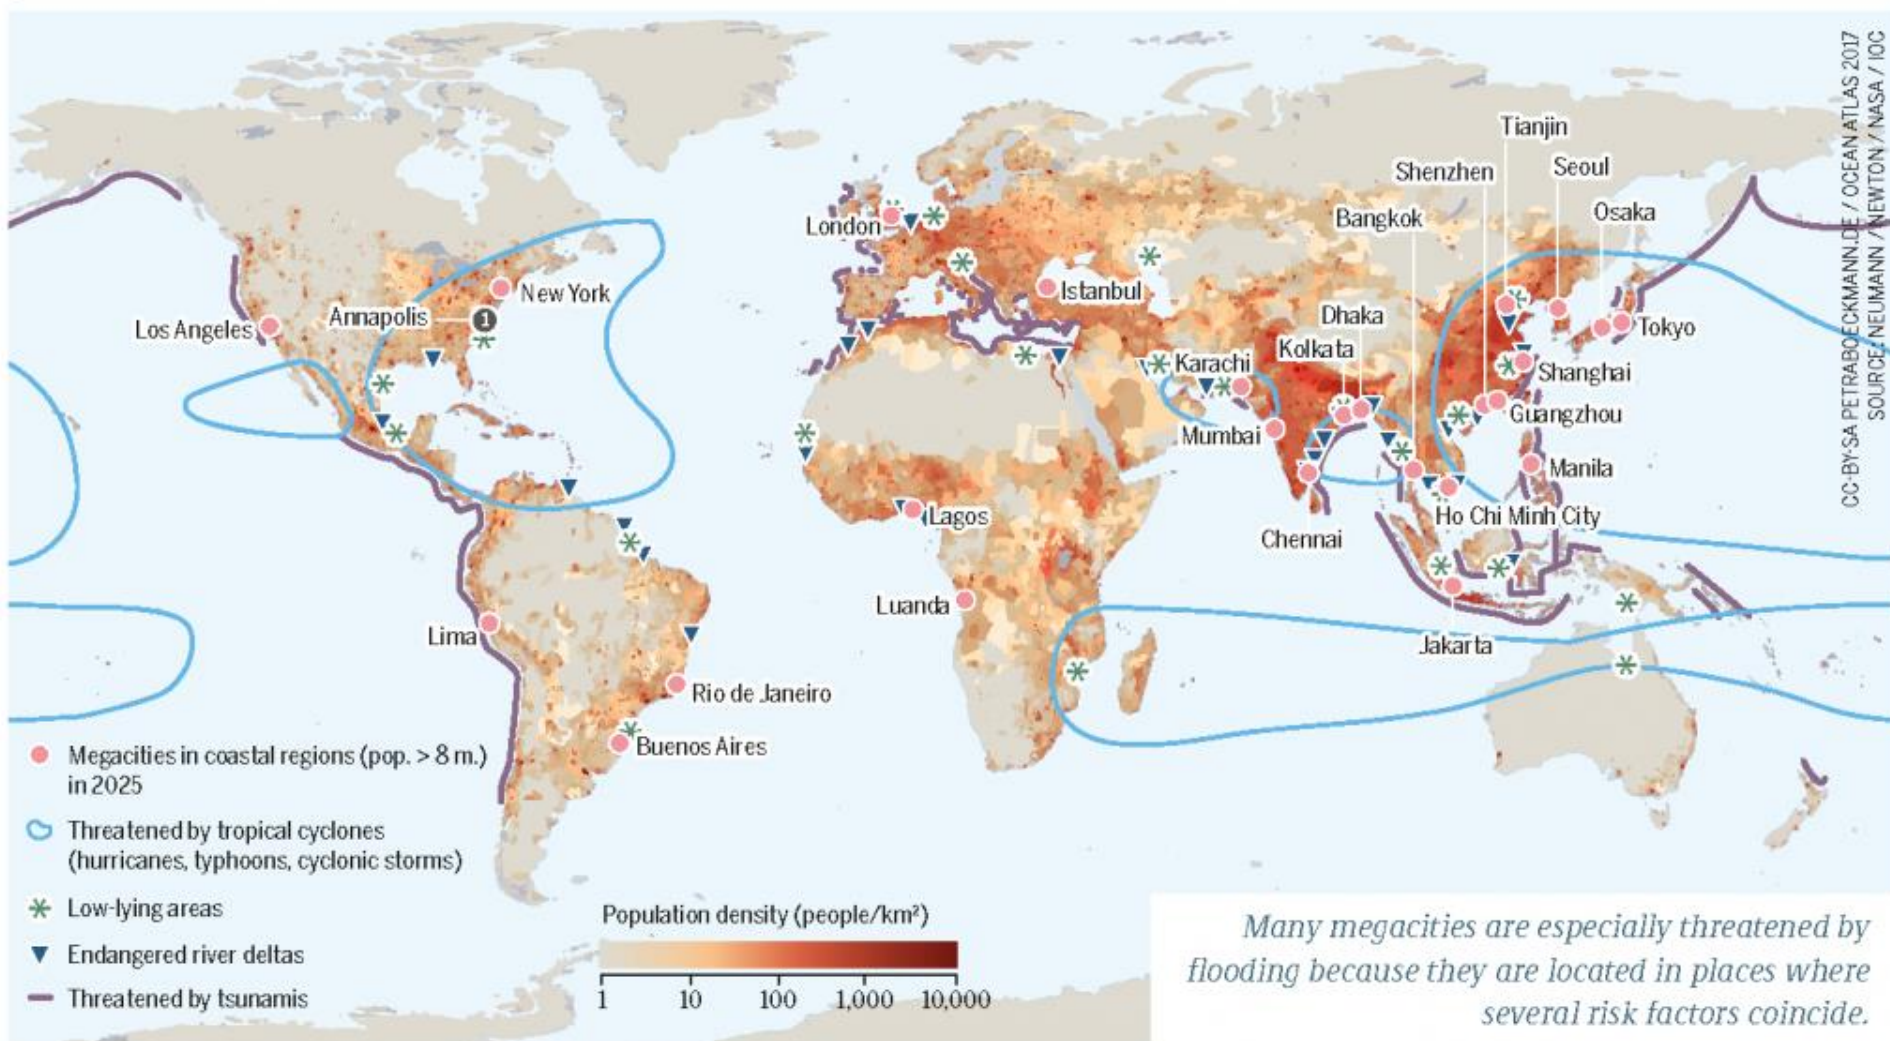 CC-BY-SA PETRABOECKMANN.DE / OCEAN ATLAS 2017
SOURCE: NEUMANN / NEWTON / NASA / IOC
Tianjin
Shenzhen
Seoul
Bangkok
Osaka
London
New York
Annapolis
1
Los Angeles
Istanbul
Dhaka
Kolkata
Karachi
Tokyo
Shanghai
Guangzhou
Mumbai
Manila
Lagos
Ho Chi Minh City
Chennai
Luanda
Lima
Jakarta
Rio de Janeiro
Buenos Aires
Megacities in coastal regions (pop. > 8 m.)
in 2025
Threatened by tropical cyclones
(hurricanes, typhoons, cyclonic storms)
Low-lying areas
Endangered river deltas
Threatened by tsunamis
Population density (people/km²)
1 10 100 1,000 10,000
Many megacities are especially threatened by
flooding because they are located in places where
several risk factors coincide.